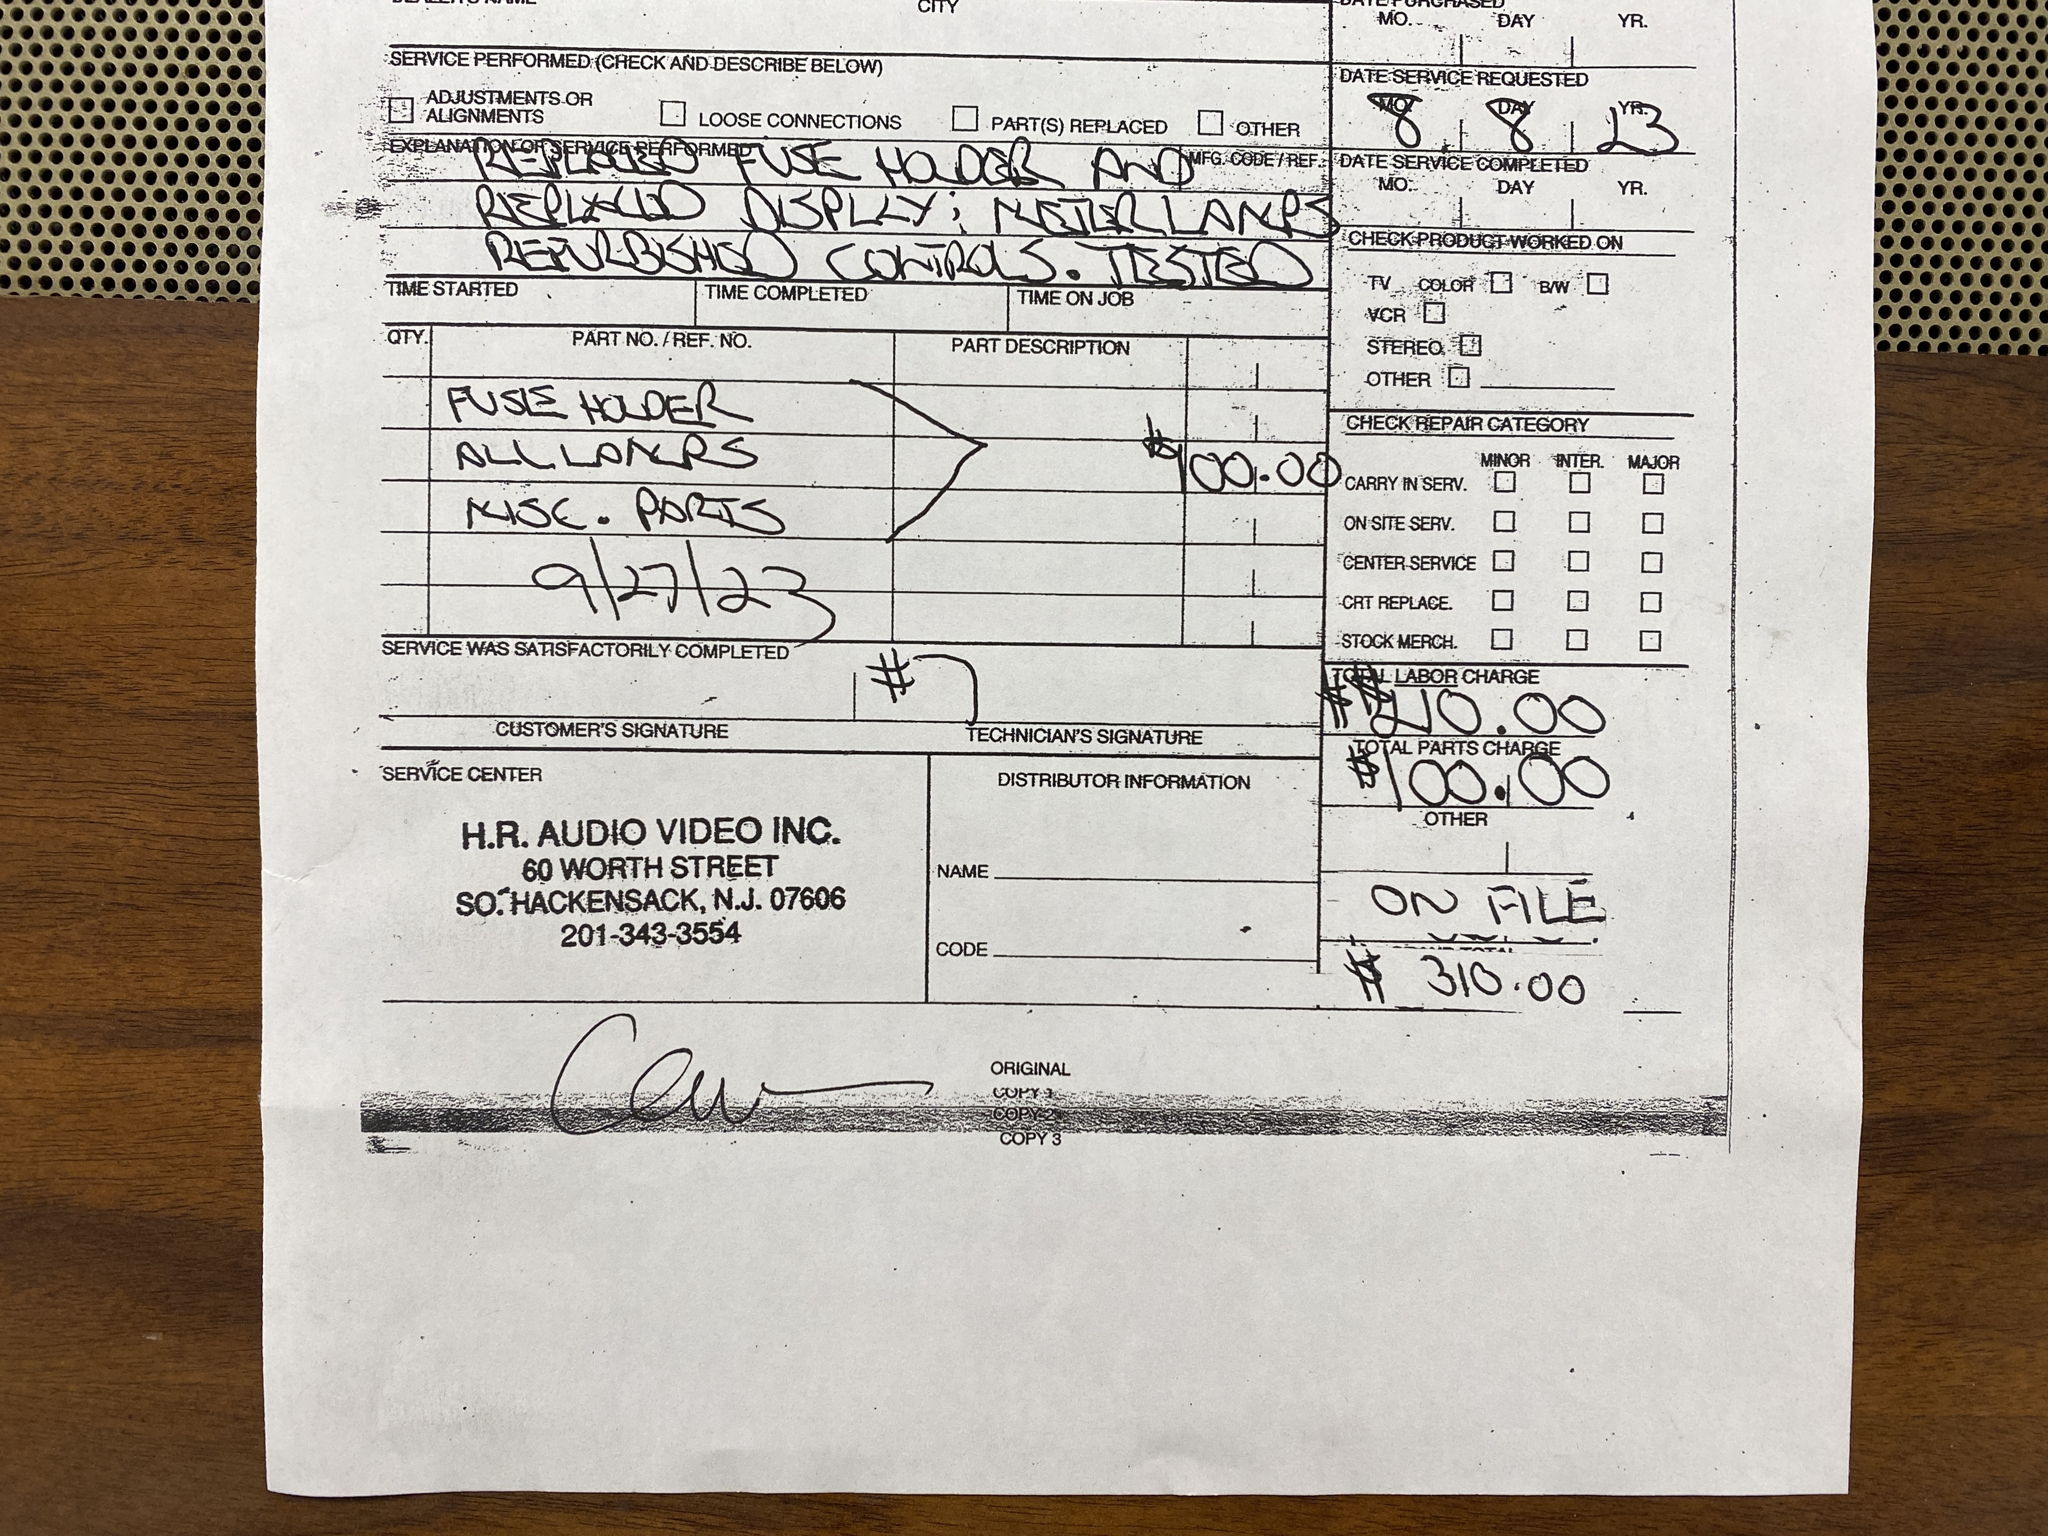 DEALER'S NAME CITY DATE PURCHASED
MO. DAY YR.
SERVICE PERFORMED (CHECK AND DESCRIBE BELOW)
DATE SERVICE REQUESTED
MO. DAY YR.
8 8 23
ADJUSTMENTS OR
ALIGNMENTS
LOOSE CONNECTIONS
PART(S) REPLACED
OTHER
EXPLANATION OF SERVICE PERFORMED
MFG. CODE / REF.
REPLACED FUSE HOLDER AND
REPLACED DISPLAY; METER LAMPS
REFURBISHED CONTROLS. TESTED
DATE SERVICE COMPLETED
MO. DAY YR.
CHECK PRODUCT WORKED ON
TV COLOR B/W
VCR
STEREO
OTHER
TIME STARTED TIME COMPLETED TIME ON JOB
QTY. PART NO. / REF. NO. PART DESCRIPTION
FUSE HOLDER
ALL LAMPS
$100.00
MISC. PARTS
9/27/23
CHECK REPAIR CATEGORY
MINOR INTER. MAJOR
CARRY IN SERV.
ON SITE SERV.
CENTER SERVICE
CRT REPLACE.
STOCK MERCH.
SERVICE WAS SATISFACTORILY COMPLETED
#7
CUSTOMER'S SIGNATURE TECHNICIAN'S SIGNATURE
TOTAL LABOR CHARGE
$210.00
TOTAL PARTS CHARGE
$100.00
OTHER
ON FILE
$ 310.00
SERVICE CENTER
H.R. AUDIO VIDEO INC.
60 WORTH STREET
SO. HACKENSACK, N.J. 07606
201-343-3554
DISTRIBUTOR INFORMATION
NAME
CODE
ORIGINAL
COPY 1
COPY 2
COPY 3